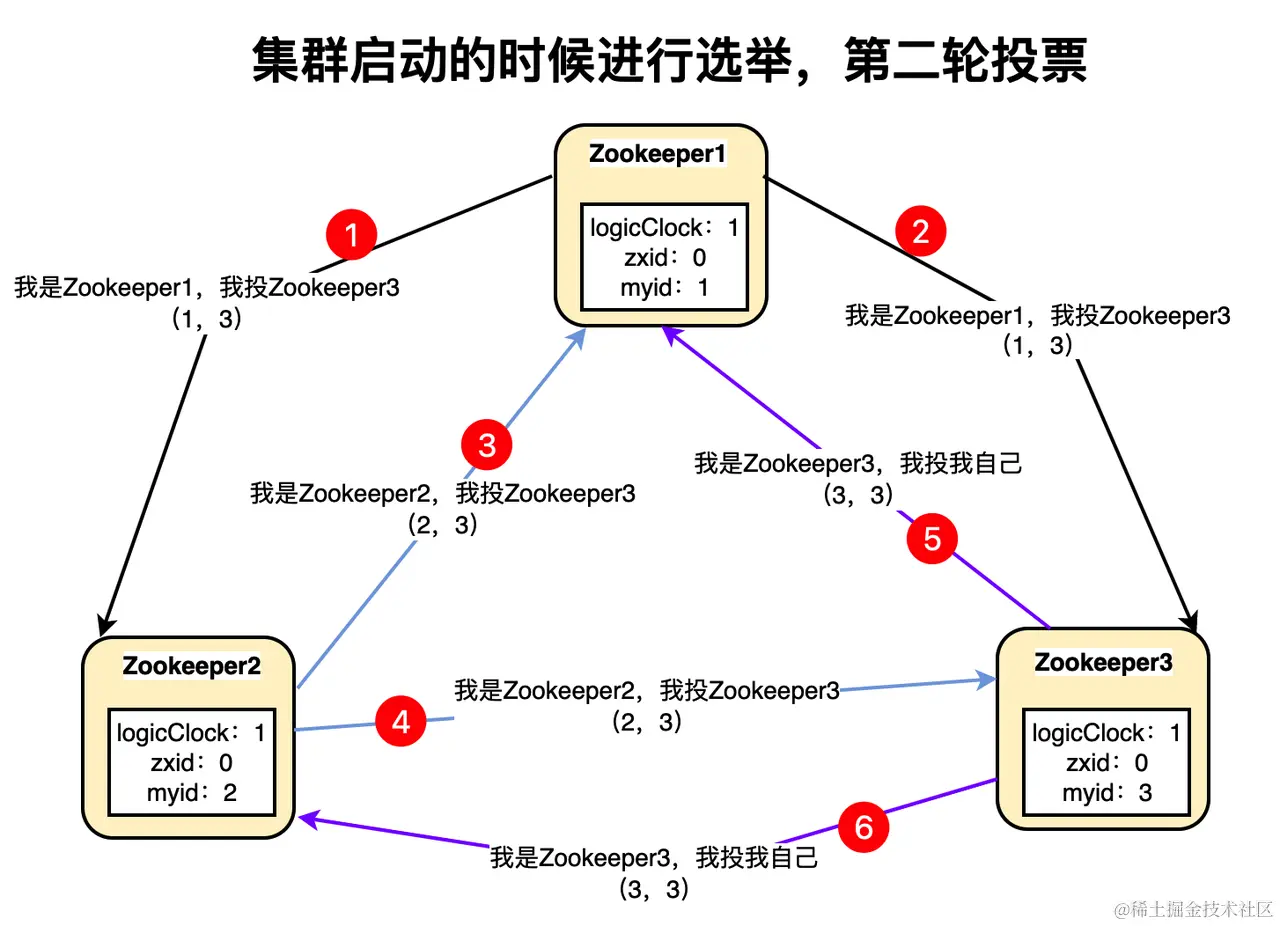 集群启动的时候进行选举，第二轮投票
Zookeeper1
logicClock：1
zxid：0
myid：1
1
2
我是Zookeeper1，我投Zookeeper3
（1，3）
我是Zookeeper1，我投Zookeeper3
（1，3）
3
我是Zookeeper2，我投Zookeeper3
（2，3）
我是Zookeeper3，我投我自己
（3，3）
5
Zookeeper2
logicClock：1
zxid：0
myid：2
4
我是Zookeeper2，我投Zookeeper3
（2，3）
Zookeeper3
logicClock：1
zxid：0
myid：3
6
我是Zookeeper3，我投我自己
（3，3）
@稀土掘金技术社区